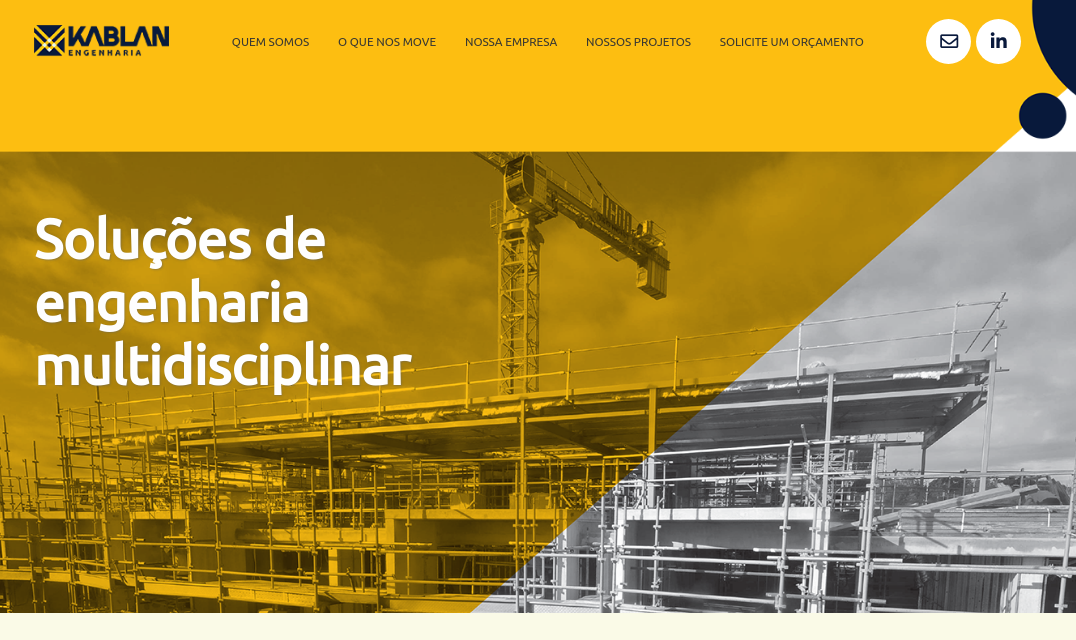 KABLAN
ENGENHARIA
QUEM SOMOS
O QUE NOS MOVE
NOSSA EMPRESA
NOSSOS PROJETOS
SOLICITE UM ORÇAMENTO
in
Soluções de
engenharia
multidisciplinar